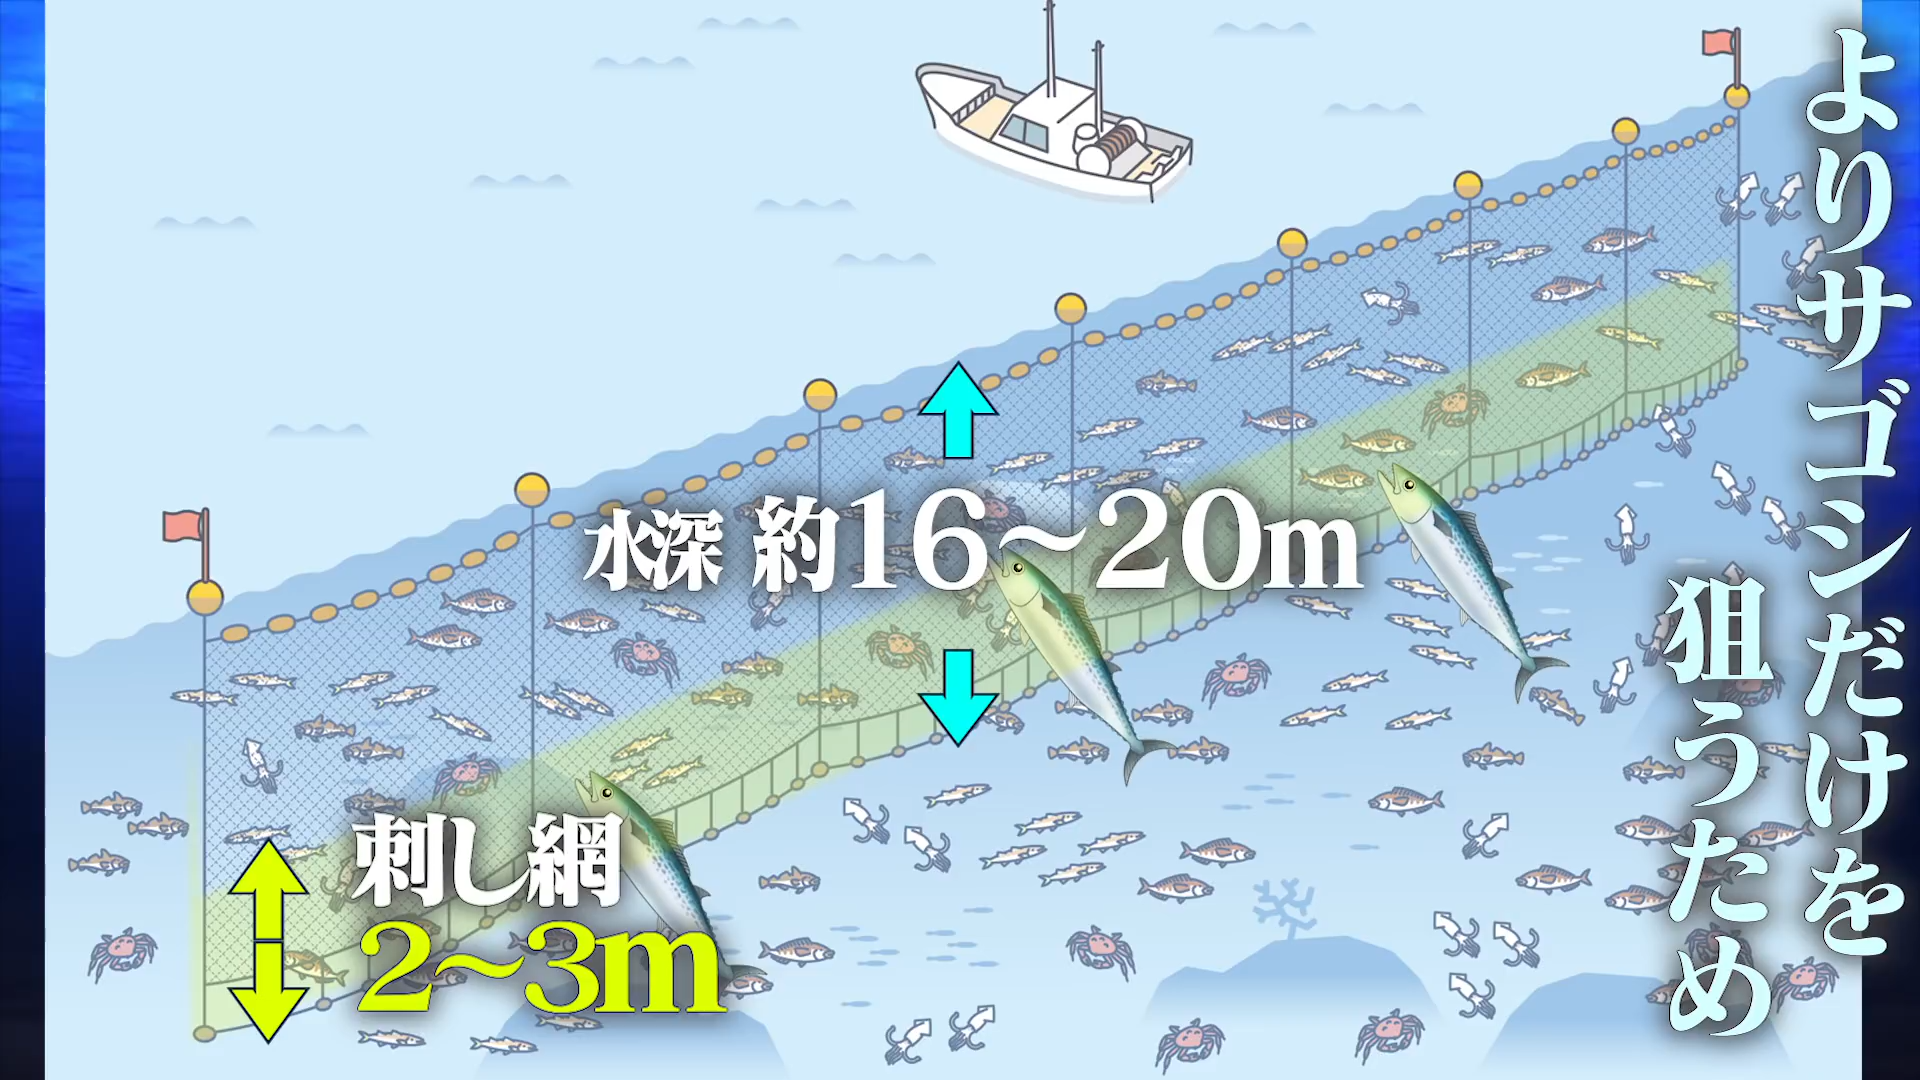 よりサゴシだけを
狙うため
水深 約16～20m
刺し網
2～3m